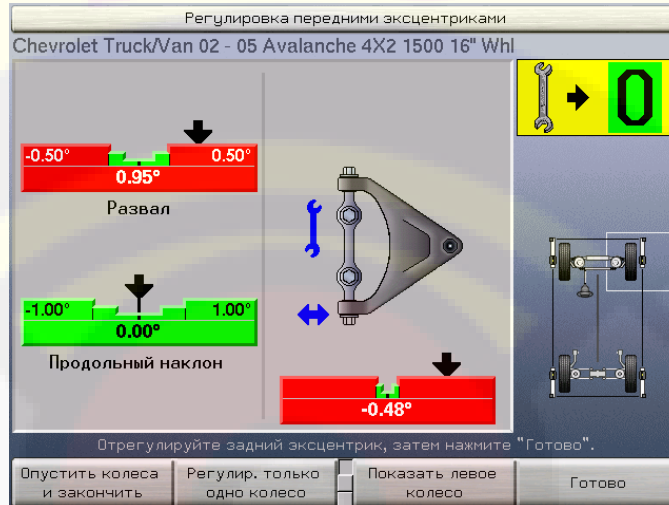 Регулировка передними эксцентриками
Chevrolet Truck/Van 02 - 05 Avalanche 4X2 1500 16" Whl
0
-0.50° 0.50°
0.95°
Развал
-1.00° 1.00°
0.00°
Продольный наклон
-0.48°
Отрегулируйте задний эксцентрик, затем нажмите "Готово".
Опустить колеса
и закончить
Регулир. только
одно колесо
Показать левое
колесо
Готово